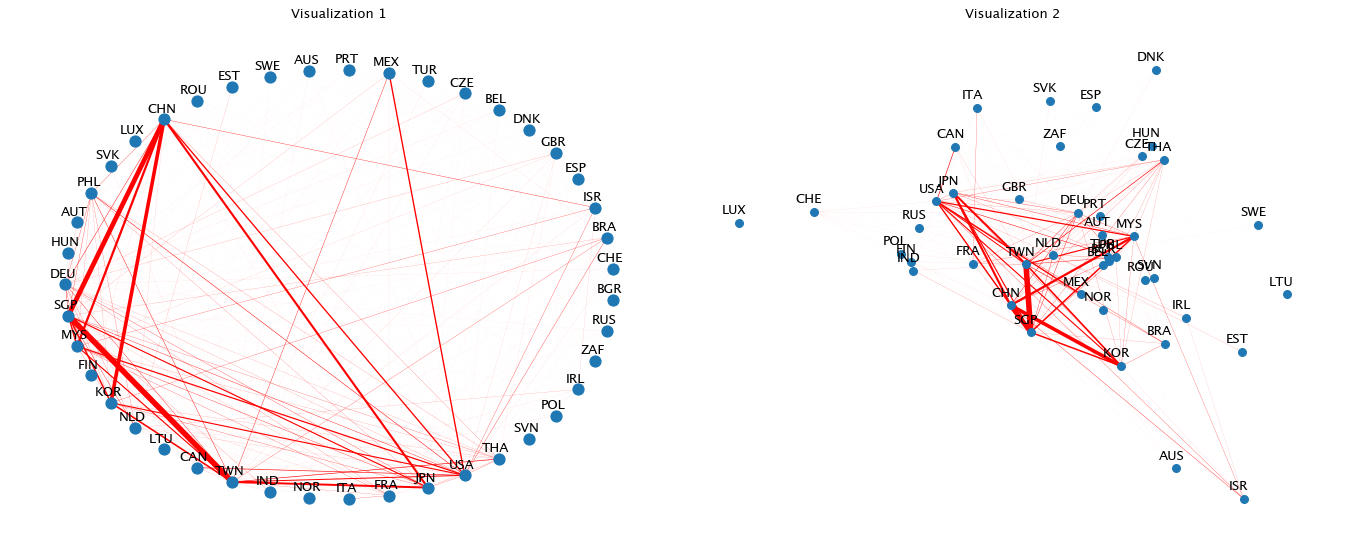 Visualization 1
MEX
PRT
AUS
SWE
TUR
EST
CZE
ROU
BEL
CHN
DNK
LUX
GBR
SVK
ESP
PHL
ISR
AUT
BRA
HUN
CHE
DEU
BGR
SGP
RUS
MYS
ZAF
FIN
IRL
KOR
POL
NLD
SVN
LTU
THA
CAN
USA
TWN
JPN
IND
FRA
NOR
ITA
Visualization 2
DNK
SVK
ITA
ESP
CAN
ZAF
HUN
CZE
THA
JPN
USA
GBR
CHE
DEU
PRT
LUX
RUS
AUT
MYS
SWE
POL
FIN
NLD
TWN
IND
FRA
BEL
ROU
SVN
MEX
LTU
CHN
NOR
IRL
SGP
BRA
EST
KOR
AUS
ISR